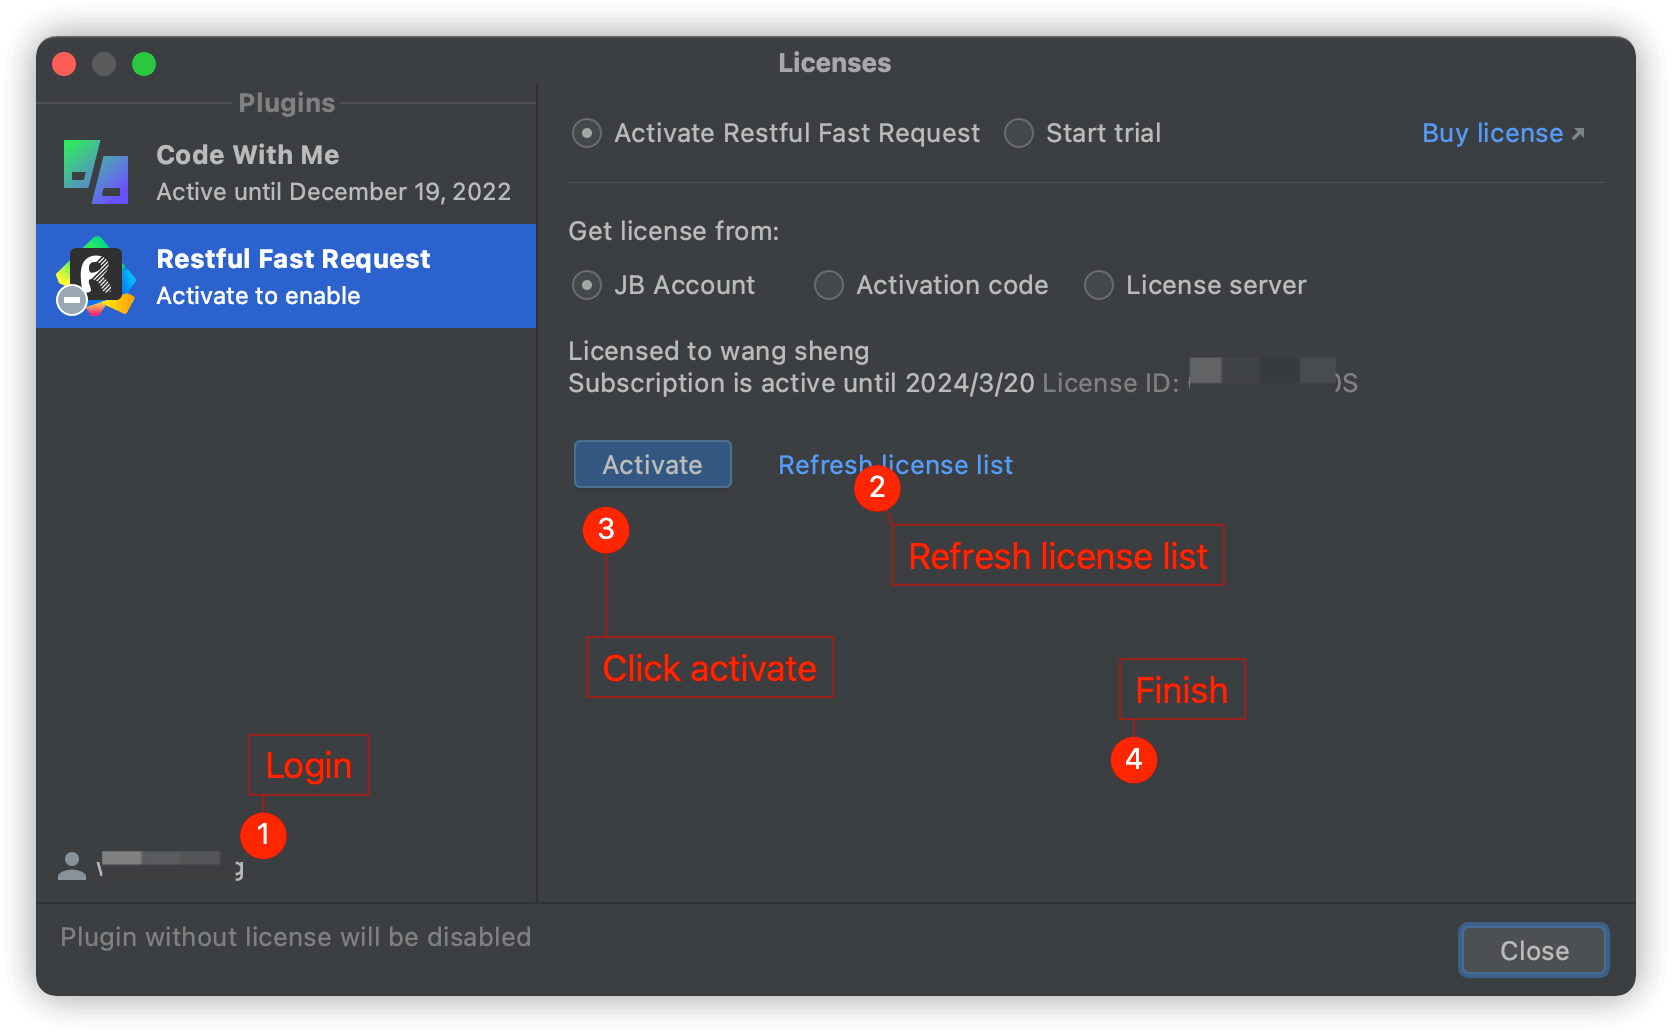 Licenses
Plugins
Code With Me
Active until December 19, 2022
Restful Fast Request
Activate to enable
Activate Restful Fast Request
Start trial
Buy license
Get license from:
JB Account
Activation code
License server
Licensed to wang sheng
Subscription is active until 2024/3/20 License ID:
Activate
Refresh license list
2
Refresh license list
3
Click activate
Finish
4
Login
1
Plugin without license will be disabled
Close